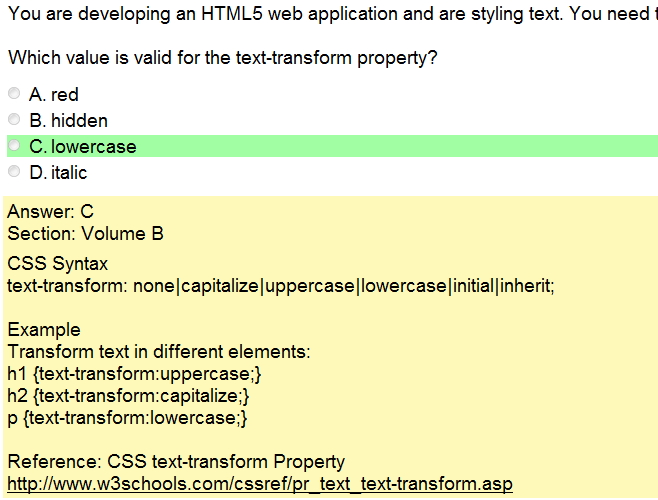 You are developing an HTML5 web application and are styling text. You need
Which value is valid for the text-transform property?
A. red
B. hidden
C. lowercase
D. italic
Answer: C
Section: Volume B
CSS Syntax
text-transform: none|capitalize|uppercase|lowercase|initial|inherit;
Example
Transform text in different elements:
h1 {text-transform:uppercase;}
h2 {text-transform:capitalize;}
p {text-transform:lowercase;}
Reference: CSS text-transform Property
http://www.w3schools.com/cssref/pr_text_text-transform.asp